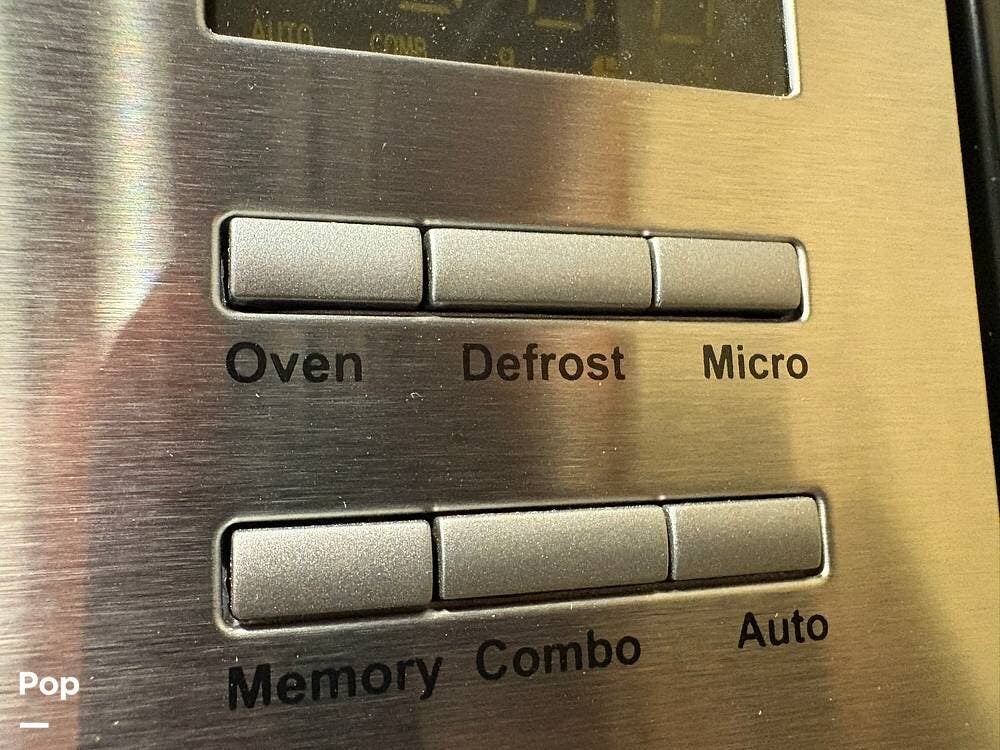 AUTO COMB
Oven Defrost Micro
Memory Combo Auto
Pop